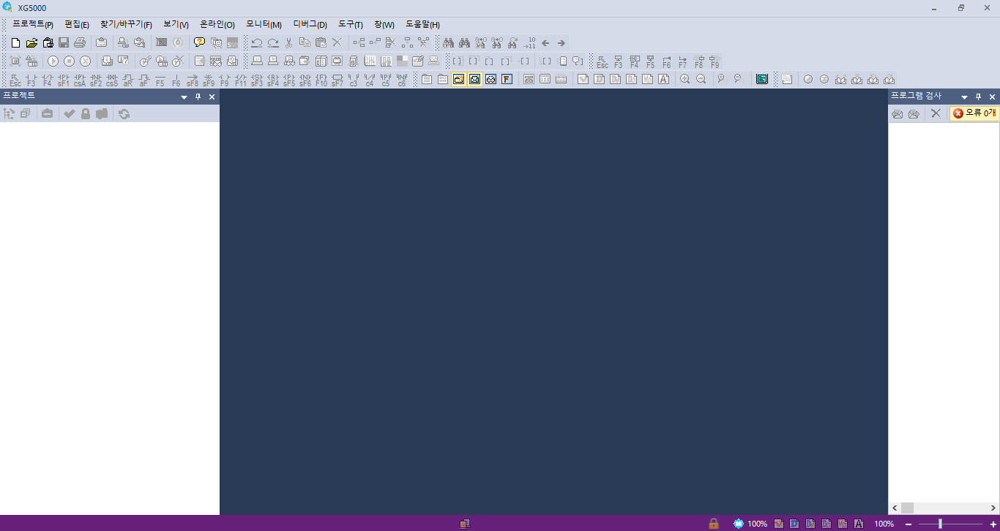 XG5000
프로젝트(P) 편집(E) 찾기/바꾸기(F) 보기(V) 온라인(O) 모니터(M) 디버그(D) 도구(T) 창(W) 도움말(H)
Esc F3 F4 F5 F6 F7 F8 F9
Esc F3 F4 sF1 csA sF2 csS aR aF F5 F6 sF8 sF9 F9 F11 sF3 sF4 sF5 sF6 F10 sF7 c3 c4 c5 c6
프로젝트
프로그램 검사
오류 0개
100% 100%